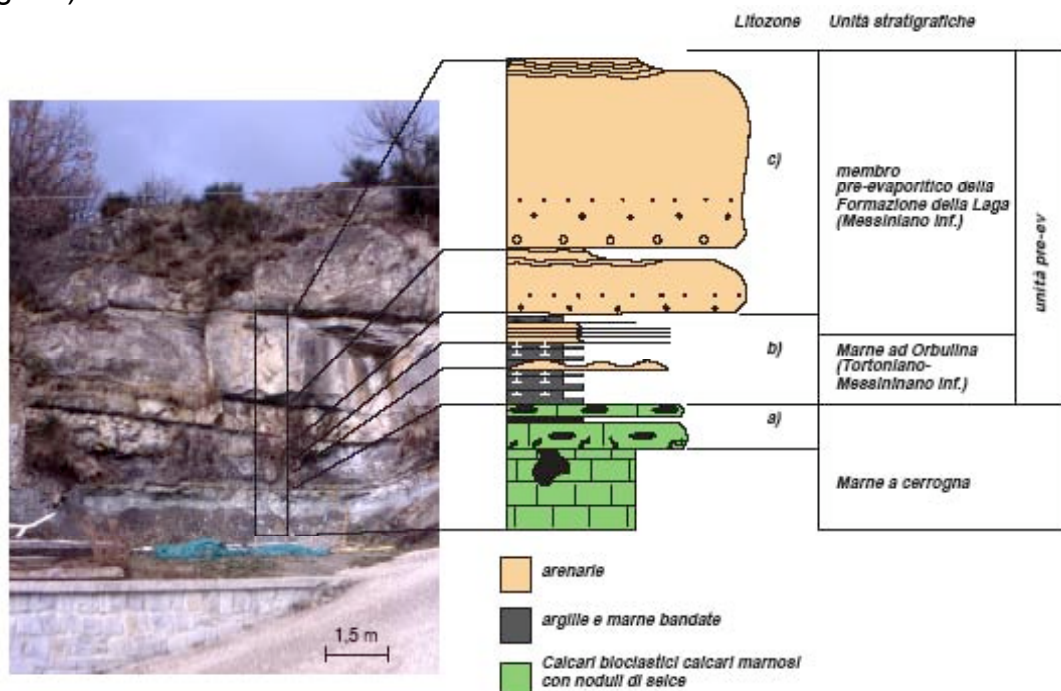 Litozone Unità stratigrafiche
c)
membro
pre-evaporitico della
Formazione della Laga
(Messiniano Inf.)
unità pre-ev
b)
Marne ad Orbulina
(Tortoniano-
Messininano Inf.)
a)
Marne a cerrogna
arenarie
argille e marne bandate
Calcari bioclastici calcari marnosi
con noduli di selce
1,5 m